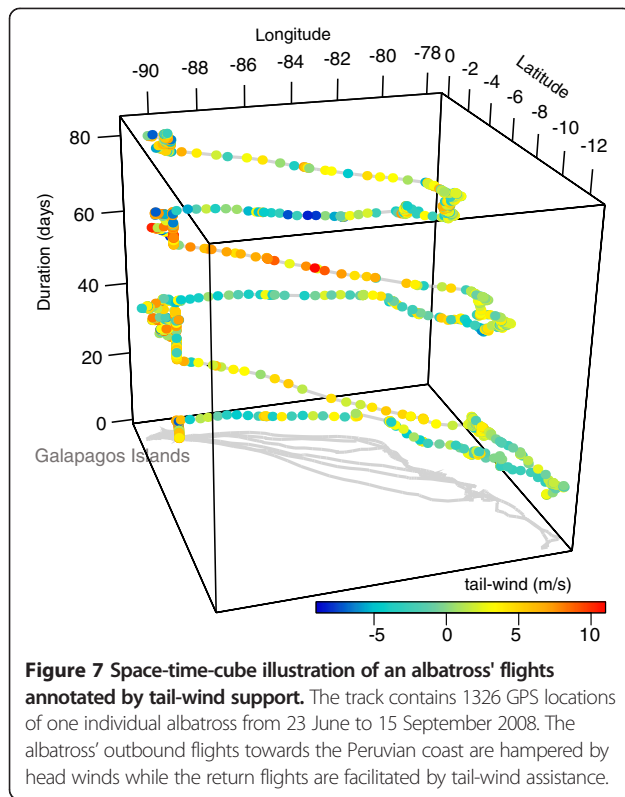 Longitude
-90 -88 -86 -84 -82 -80 -78
0 -2 -4 -6 -8 -10 -12
Latitude
Duration (days)
80
60
40
20
0
Galapagos Islands
tail-wind (m/s)
-5 0 5 10
Figure 7 Space-time-cube illustration of an albatross' flights
annotated by tail-wind support. The track contains 1326 GPS locations
of one individual albatross from 23 June to 15 September 2008. The
albatross' outbound flights towards the Peruvian coast are hampered by
head winds while the return flights are facilitated by tail-wind assistance.